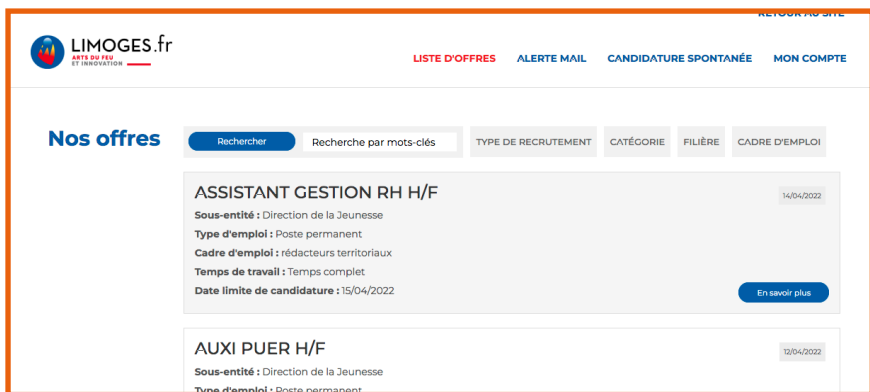 RETOUR AU SITE
LIMOGES.fr
ARTS DU FEU
ET INNOVATION
LISTE D'OFFRES ALERTE MAIL CANDIDATURE SPONTANÉE MON COMPTE
Nos offres
Rechercher Recherche par mots-clés TYPE DE RECRUTEMENT CATÉGORIE FILIÈRE CADRE D'EMPLOI
ASSISTANT GESTION RH H/F 14/04/2022
Sous-entité : Direction de la Jeunesse
Type d'emploi : Poste permanent
Cadre d'emploi : rédacteurs territoriaux
Temps de travail : Temps complet
Date limite de candidature : 15/04/2022
En savoir plus
AUXI PUER H/F 12/04/2022
Sous-entité : Direction de la Jeunesse
Type d'emploi : Poste permanent